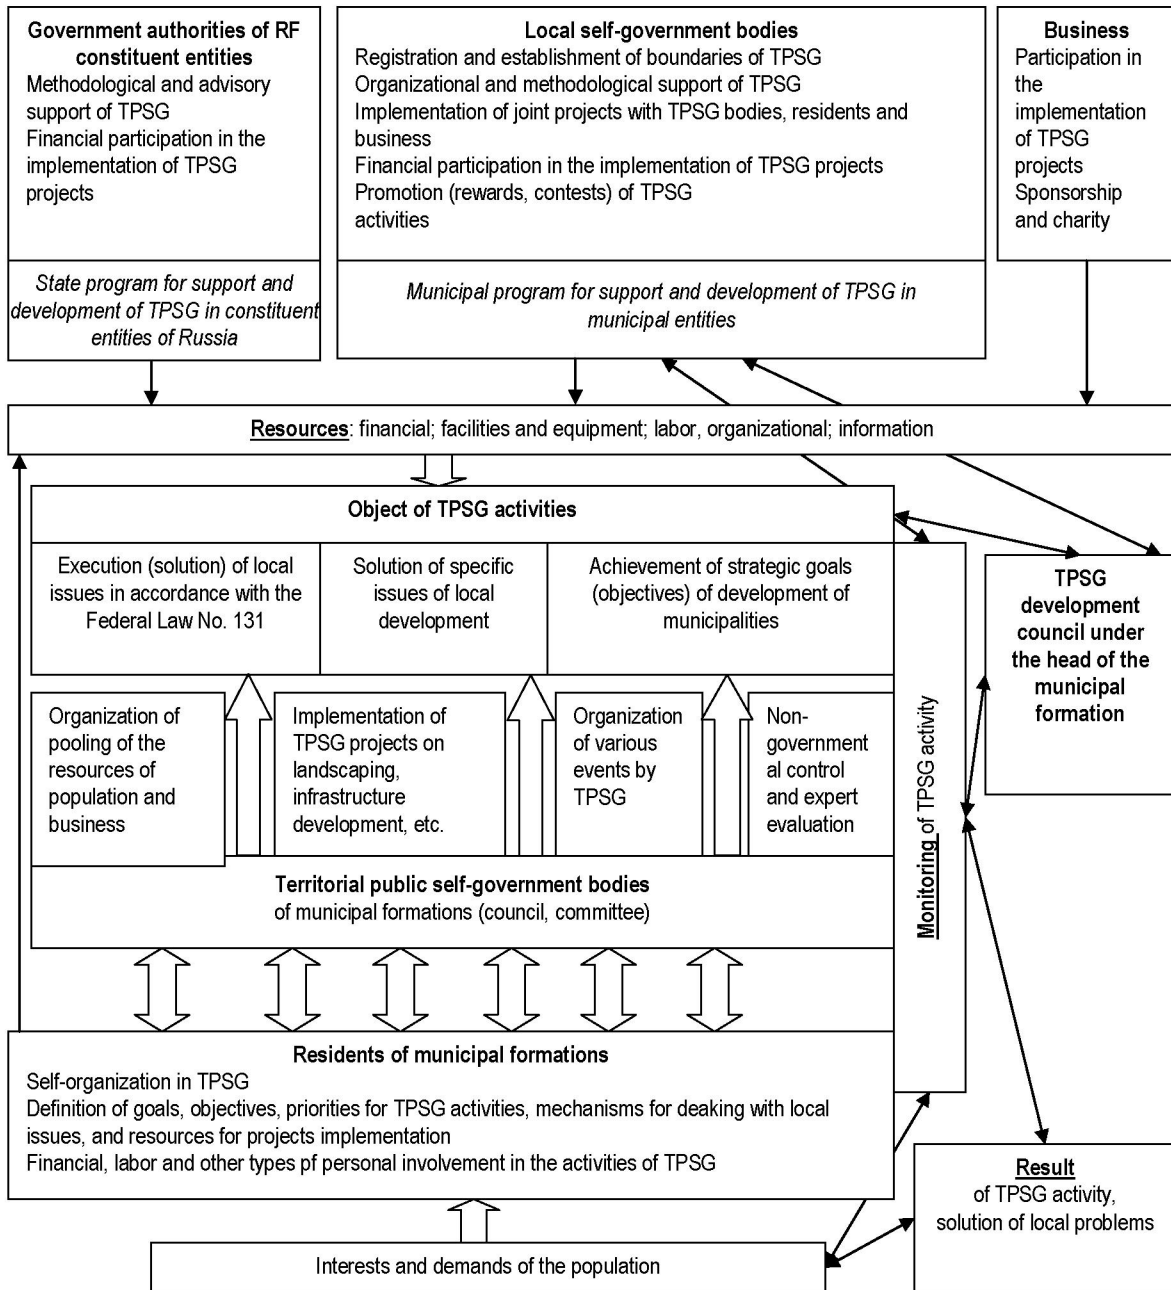 Government authorities of RF
constituent entities
Methodological and advisory
support of TPSG
Financial participation in the
implementation of TPSG
projects
State program for support and
development of TPSG in constituent
entities of Russia
Local self-government bodies
Registration and establishment of boundaries of TPSG
Organizational and methodological support of TPSG
Implementation of joint projects with TPSG bodies, residents and
business
Financial participation in the implementation of TPSG projects
Promotion (rewards, contests) of TPSG
activities
Municipal program for support and development of TPSG in
municipal entities
Business
Participation in
the
implementation
of TPSG
projects
Sponsorship
and charity
Resources: financial; facilities and equipment; labor, organizational; information
Object of TPSG activities
Execution (solution) of local
issues in accordance with the
Federal Law No. 131
Solution of specific
issues of local
development
Achievement of strategic goals
(objectives) of development of
municipalities
Organization of
pooling of the
resources of
population and
business
Implementation of
TPSG projects on
landscaping,
infrastructure
development, etc.
Organization
of various
events by
TPSG
Non-
government
al control
and expert
evaluation
Territorial public self-government bodies
of municipal formations (council, committee)
Monitoring of TPSG activity
TPSG
development
council under
the head of the
municipal
formation
Residents of municipal formations
Self-organization in TPSG
Definition of goals, objectives, priorities for TPSG activities, mechanisms for deaking with local
issues, and resources for projects implementation
Financial, labor and other types pf personal involvement in the activities of TPSG
Result
of TPSG activity,
solution of local problems
Interests and demands of the population